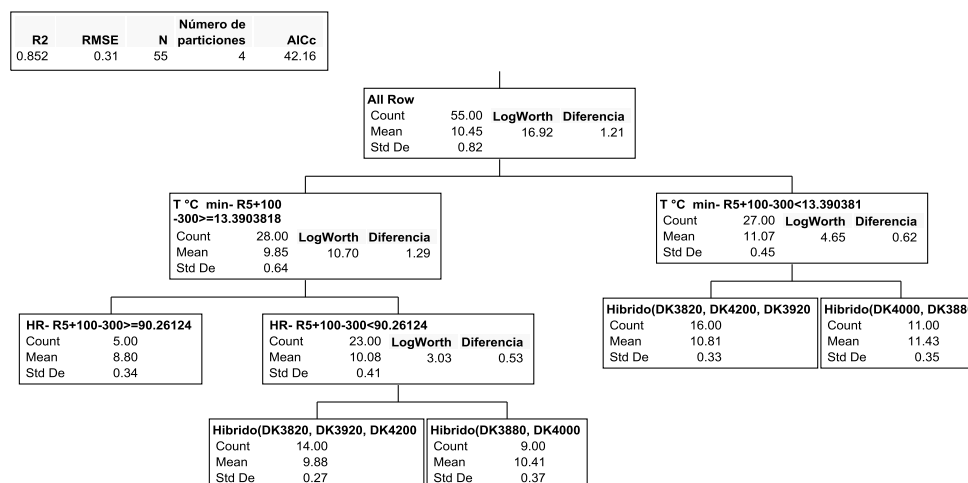 Número de
R2 RMSE N particiones AICc
0.852 0.31 55 4 42.16
All Row
Count 55.00 LogWorth Diferencia
Mean 10.45 16.92 1.21
Std De 0.82
T °C min- R5+100
-300>=13.3903818
Count 28.00 LogWorth Diferencia
Mean 9.85 10.70 1.29
Std De 0.64
T °C min- R5+100-300<13.390381
Count 27.00 LogWorth Diferencia
Mean 11.07 4.65 0.62
Std De 0.45
HR- R5+100-300>=90.26124
Count 5.00
Mean 8.80
Std De 0.34
HR- R5+100-300<90.26124
Count 23.00 LogWorth Diferencia
Mean 10.08 3.03 0.53
Std De 0.41
Hibrido(DK3820, DK4200, DK3920
Count 16.00
Mean 10.81
Std De 0.33
Hibrido(DK4000, DK388
Count 11.00
Mean 11.43
Std De 0.35
Hibrido(DK3820, DK3920, DK4200
Count 14.00
Mean 9.88
Std De 0.27
Hibrido(DK3880, DK4000
Count 9.00
Mean 10.41
Std De 0.37